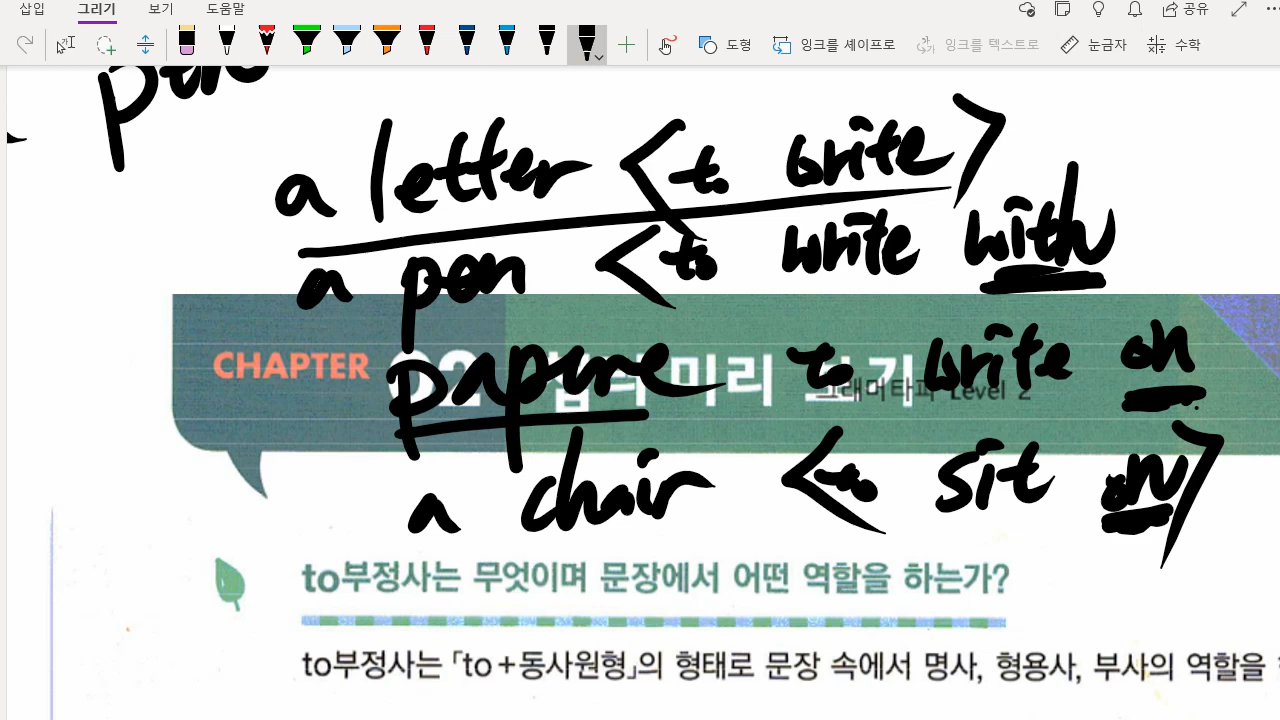 삽입 그리기 보기 도움말
공유
도형 잉크를 셰이프로 잉크를 텍스트로 눈금자 수학
a letter <to write>
a pen <to write with
CHAPTER 02
그래머 타파 Level 2
to write on
a chair <to sit on>
to부정사는 무엇이며 문장에서 어떤 역할을 하는가?
to부정사는 「to+동사원형」의 형태로 문장 속에서 명사, 형용사, 부사의 역할을